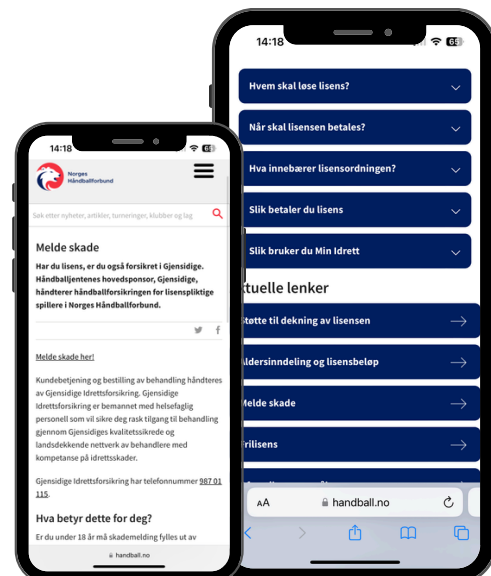 14:18
Norges
Håndballforbund
Søk etter nyheter, artikler, turneringer, klubber og lag
Melde skade
Har du lisens, er du også forsikret i Gjensidige.
Håndballjentenes hovedsponsor, Gjensidige,
håndterer håndballforsikringen for lisenspliktige
spillere i Norges Håndballforbund.
Melde skade her!
Kundebetjening og bestilling av behandling håndteres
av Gjensidige Idrettsforsikring. Gjensidige
Idrettsforsikring er bemannet med helsefaglig
personell som vil sikre deg rask tilgang til behandling
gjennom Gjensidiges kvalitetssikrede og
landsdekkende nettverk av behandlere med
kompetanse på idrettsskader.
Gjensidige Idrettsforsikring har telefonnummer 987 01
115.
Hva betyr dette for deg?
Er du under 18 år må skademelding fylles ut av
handball.no
14:18
65
Hvem skal løse lisens?
Når skal lisensen betales?
Hva innebærer lisensordningen?
Slik betaler du lisens
Slik bruker du Min Idrett
ktuelle lenker
Støtte til dekning av lisensen
Aldersinndeling og lisensbeløp
Melde skade
Frilisens
AA
handball.no